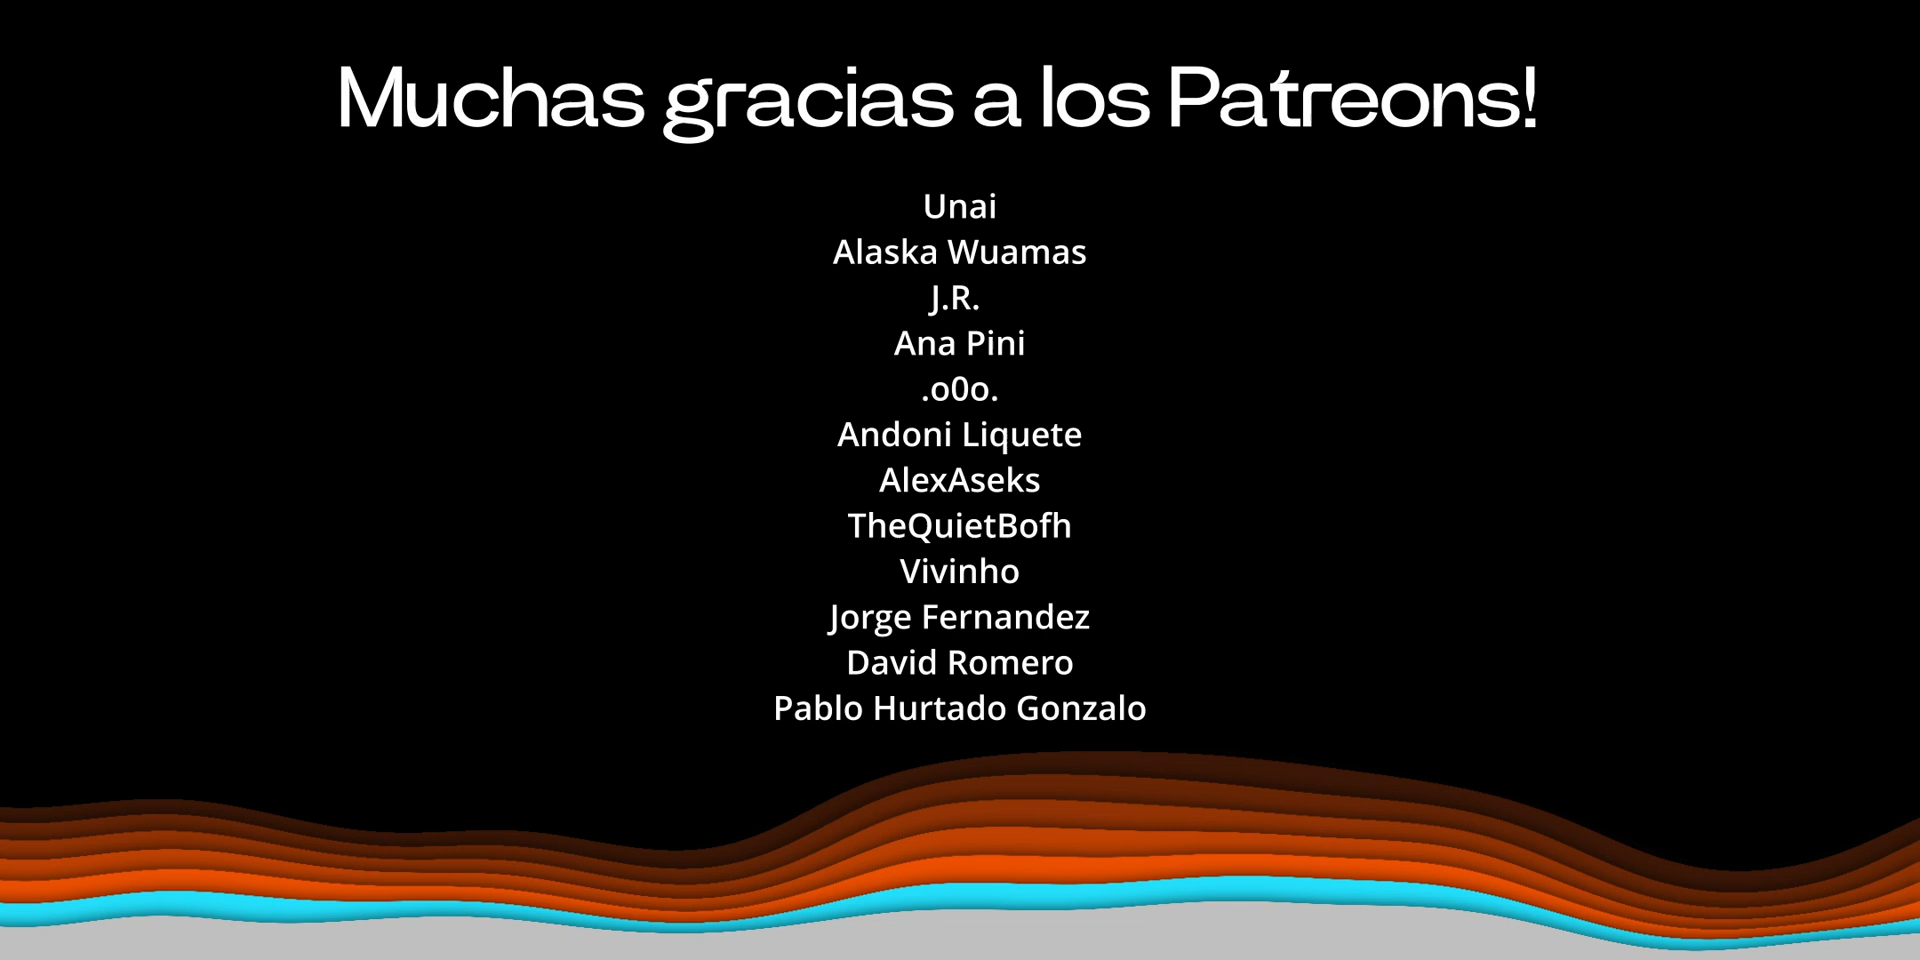 Muchas gracias a los Patreons!
Unai
Alaska Wuamas
J.R.
Ana Pini
.o0o.
Andoni Liquete
AlexAseks
TheQuietBofh
Vivinho
Jorge Fernandez
David Romero
Pablo Hurtado Gonzalo